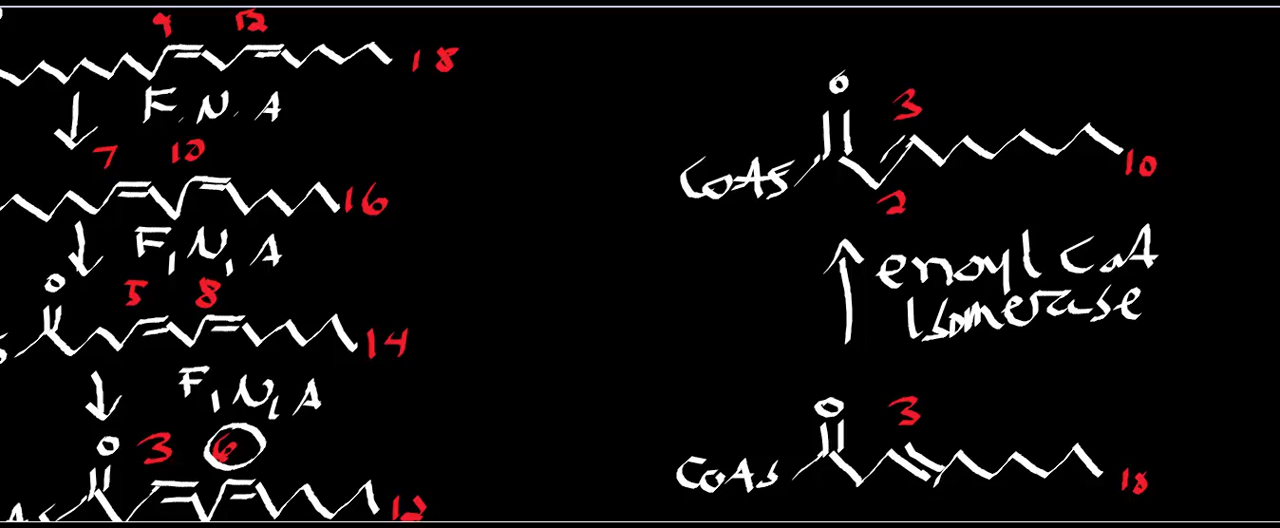 9 12
18
F.N.A
7 10
16
F, N, A
O
5 8
14
F, N, A
O 3 6
12
O
3
CoAS
2
10
enoyl CoA
Isomerase
O
3
CoAS
10